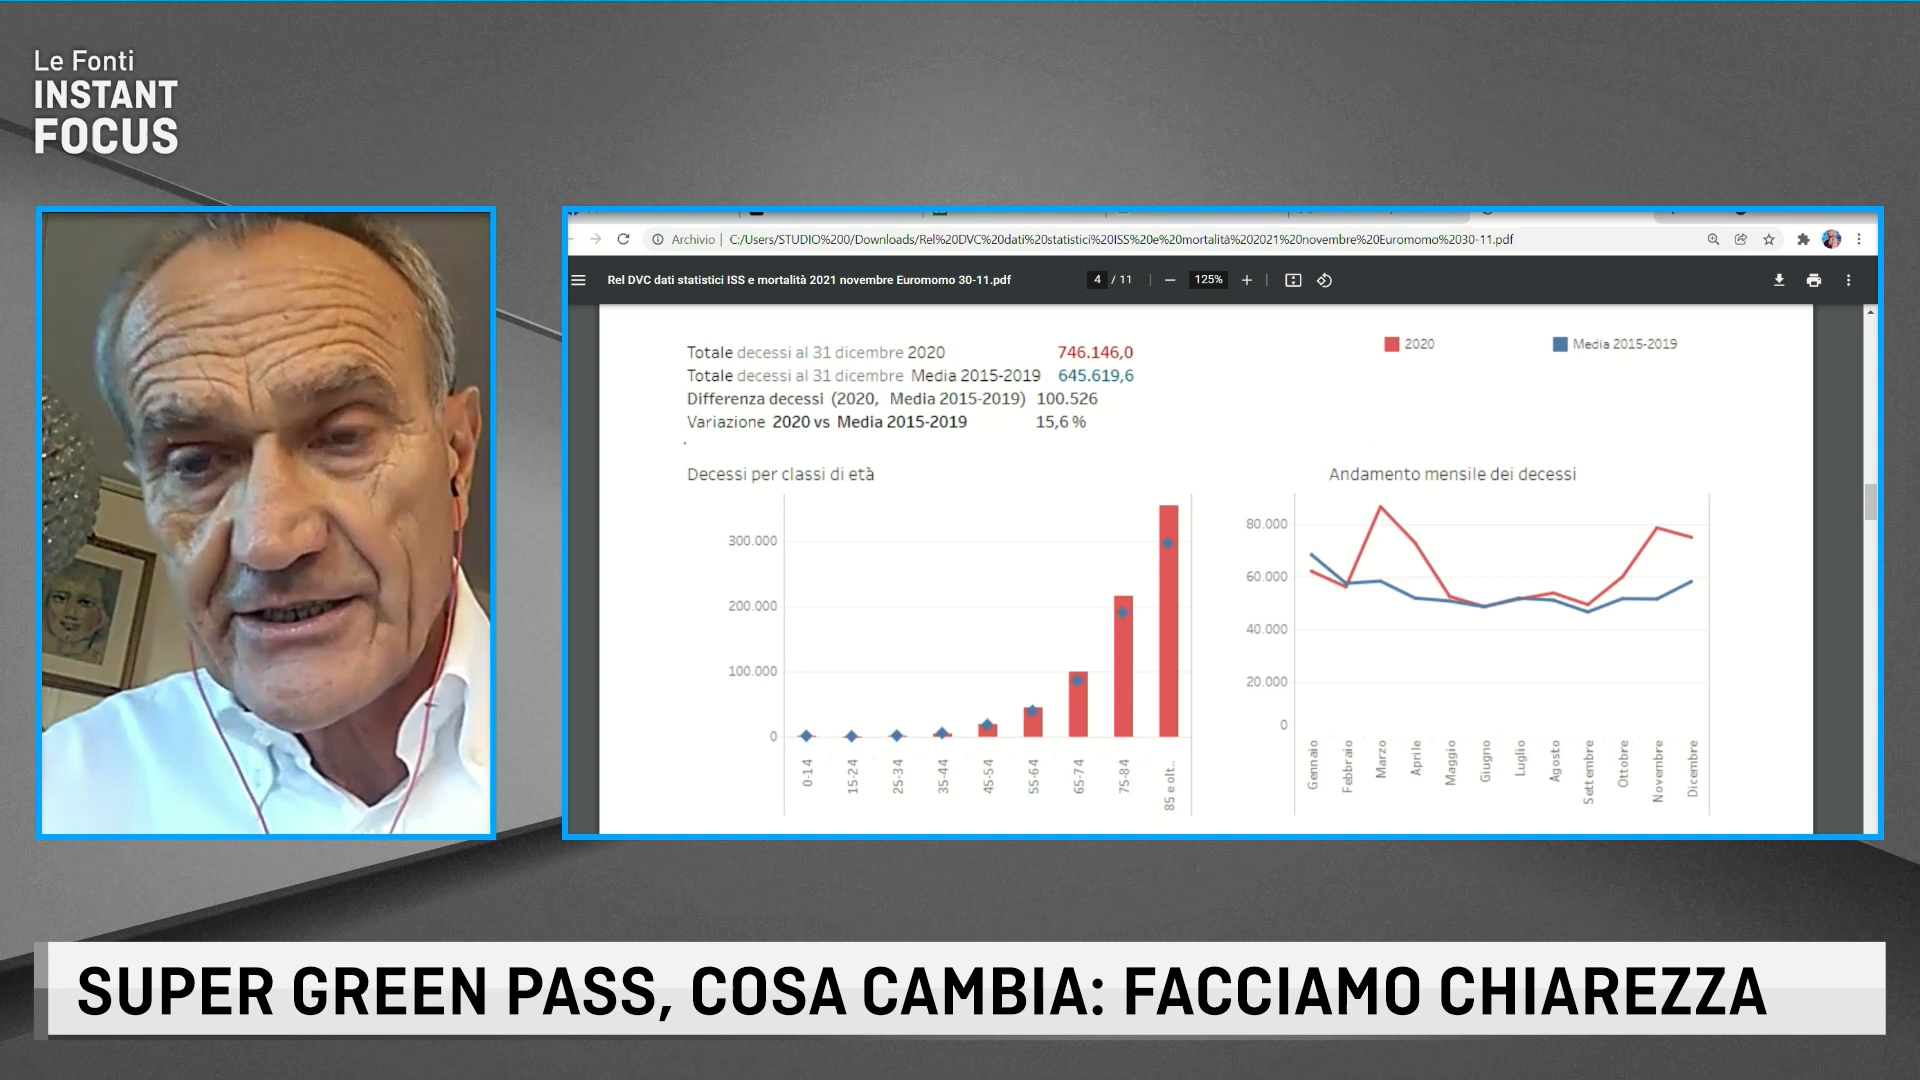 Le Fonti
INSTANT
FOCUS
Archivio | C:/Users/STUDIO%200/Downloads/Rel%20DVC%20dati%20statistici%20ISS%20e%20mortalità%202021%20novembre%20Euromomo%2030-11.pdf
Rel DVC dati statistici ISS e mortalità 2021 novembre Euromomo 30-11.pdf 4 / 11 125%
Totale decessi al 31 dicembre 2020 746.146,0
Totale decessi al 31 dicembre Media 2015-2019 645.619,6
Differenza decessi (2020, Media 2015-2019) 100.526
Variazione 2020 vs Media 2015-2019 15,6 %
2020 Media 2015-2019
Decessi per classi di età
300.000
200.000
100.000
0
0-14
15-24
25-34
35-44
45-54
55-64
65-74
75-84
85 e olt..
Andamento mensile dei decessi
80.000
60.000
40.000
20.000
0
Gennaio
Febbraio
Marzo
Aprile
Maggio
Giugno
Luglio
Agosto
Settembre
Ottobre
Novembre
Dicembre
SUPER GREEN PASS, COSA CAMBIA: FACCIAMO CHIAREZZA